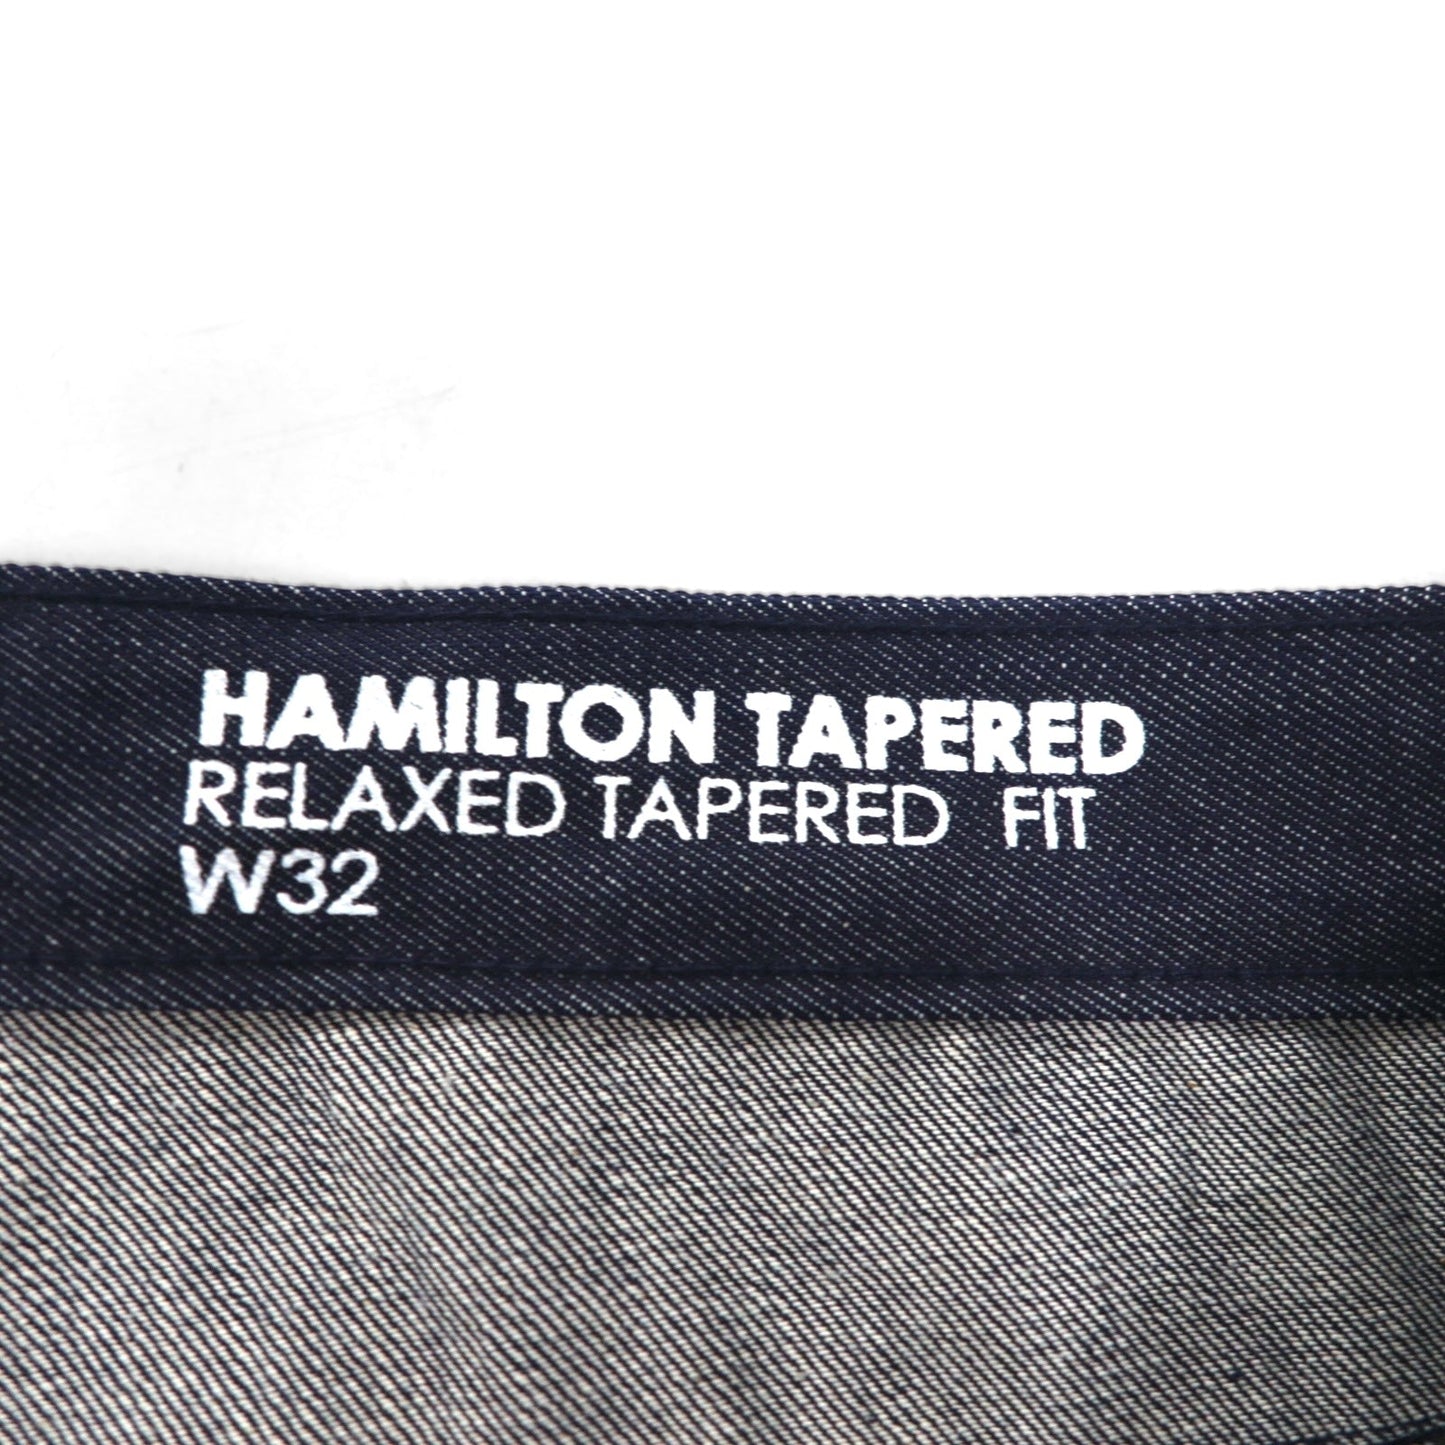 HAMILTON TAPERED
RELAXED TAPERED FIT
W32